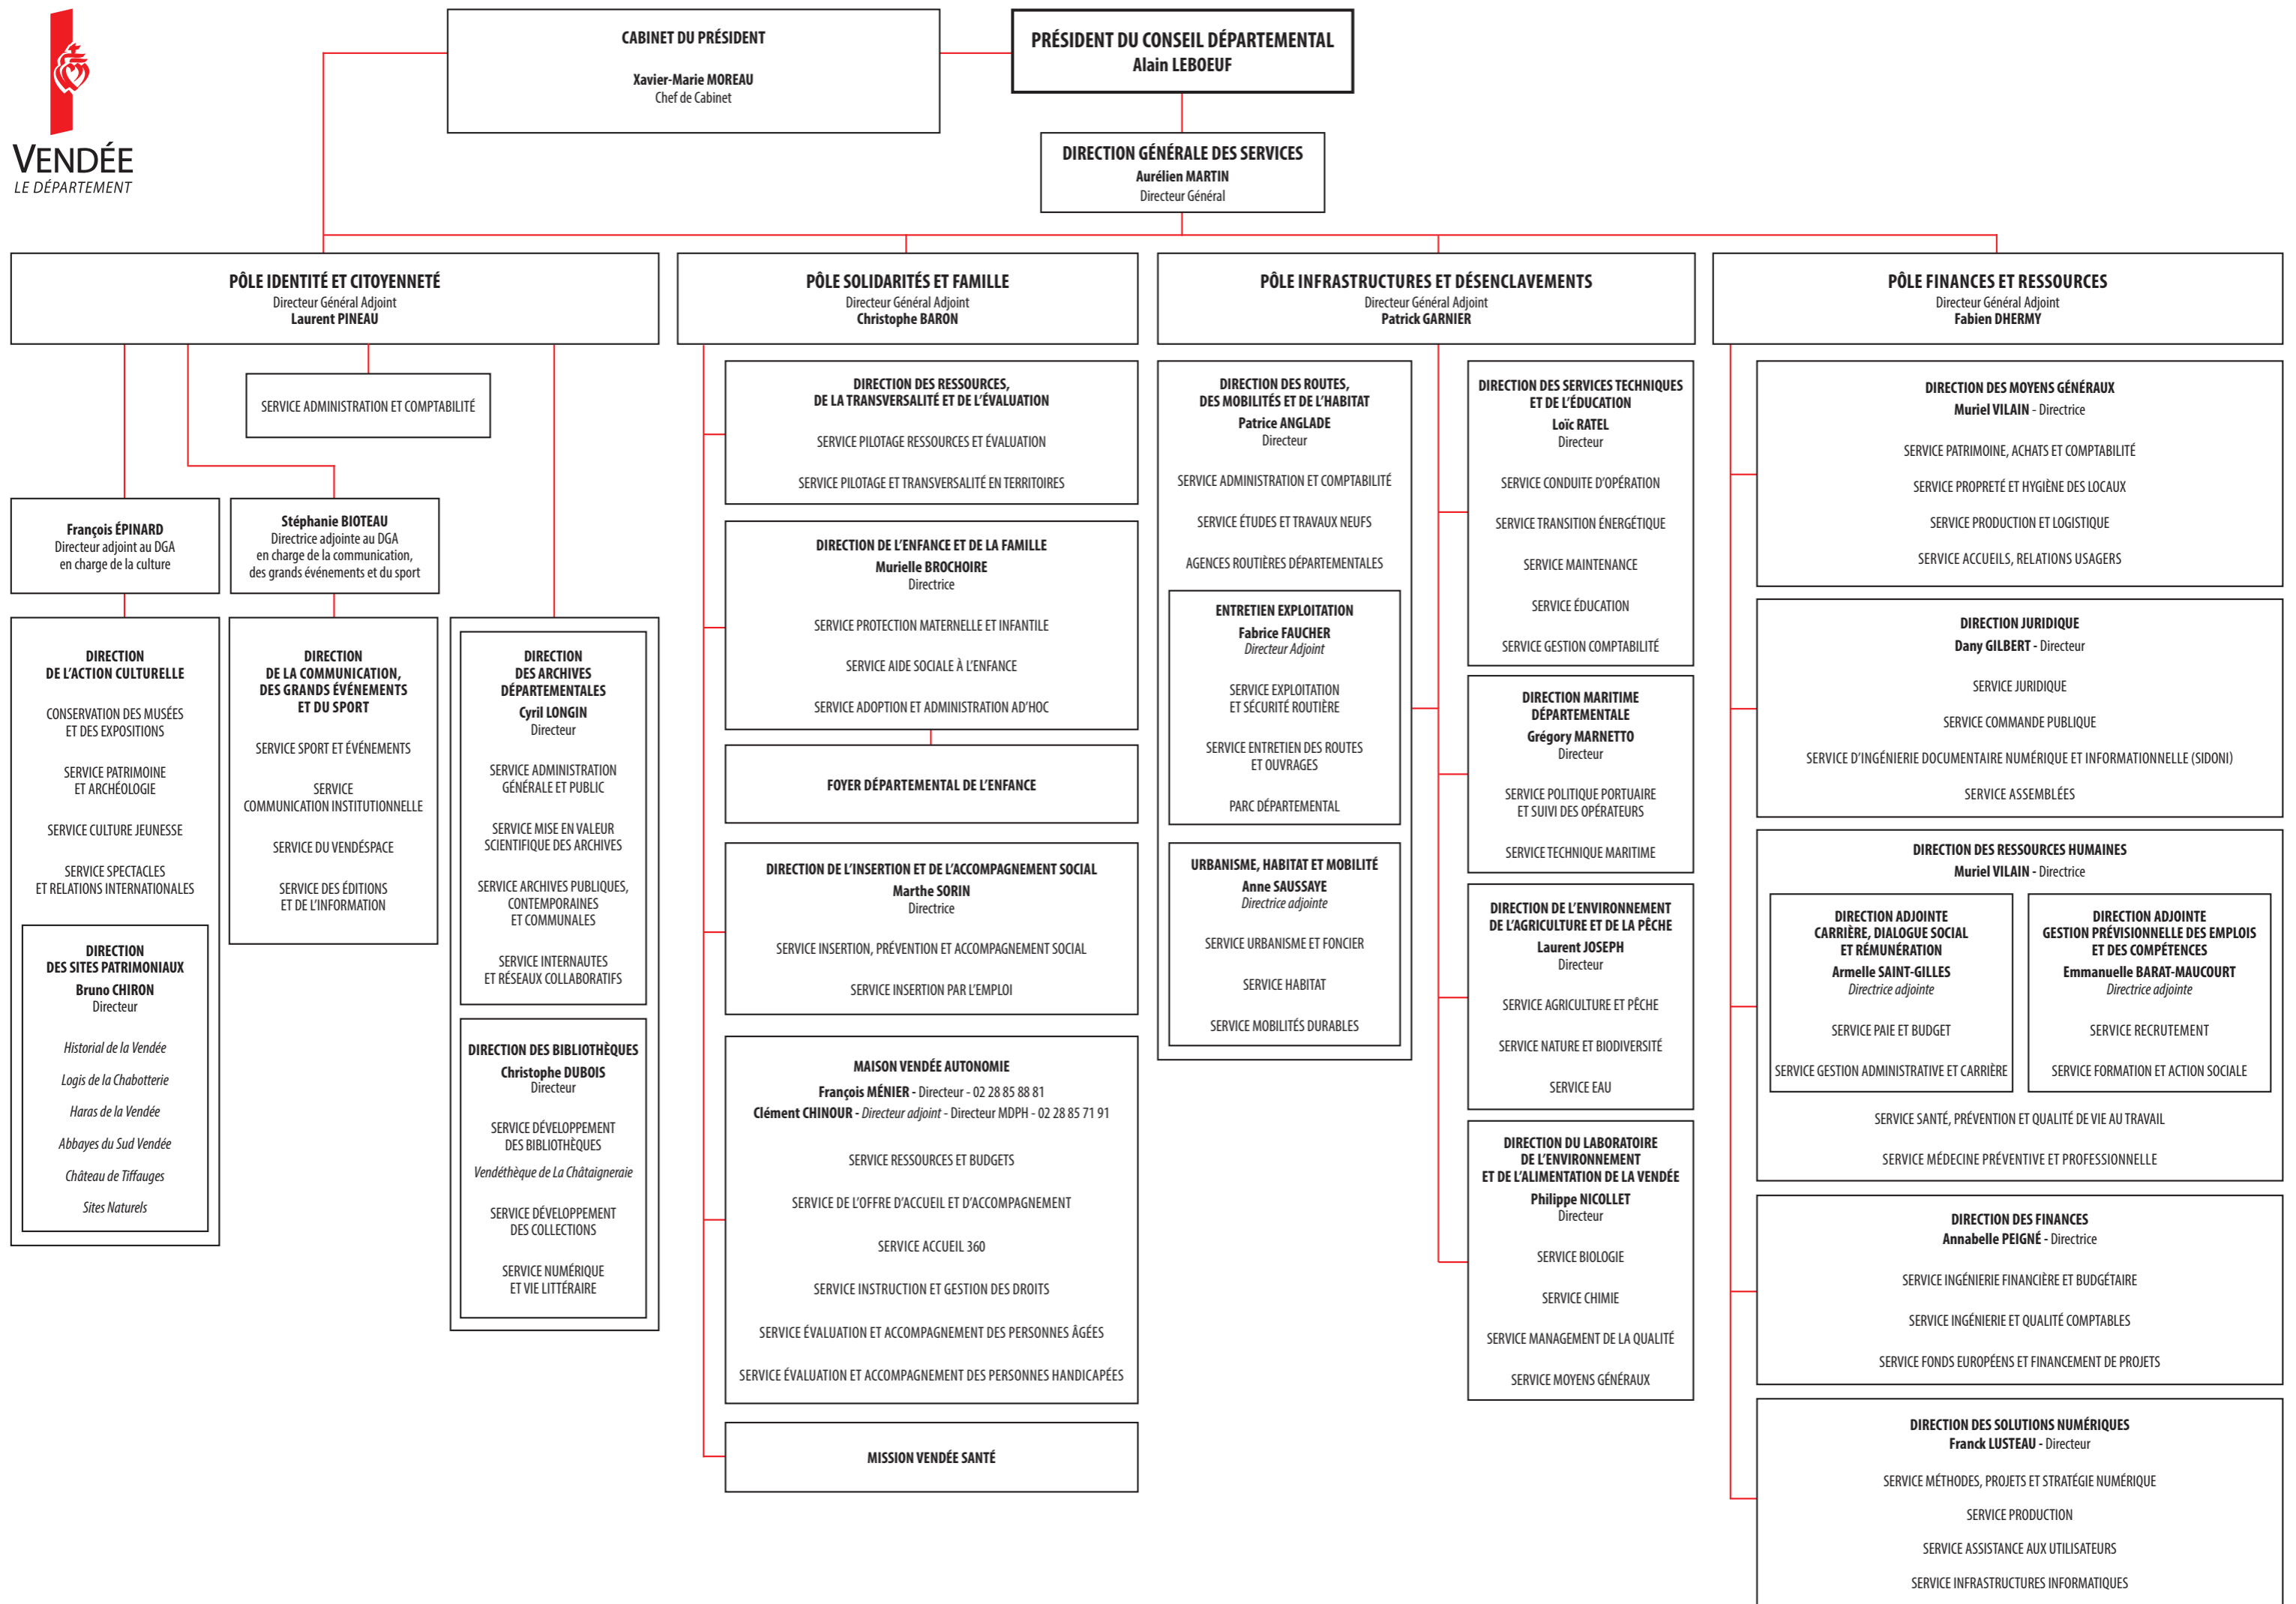 VENDÉE
LE DÉPARTEMENT
CABINET DU PRÉSIDENT
Xavier-Marie MOREAU
Chef de Cabinet
PRÉSIDENT DU CONSEIL DÉPARTEMENTAL
Alain LEBOEUF
DIRECTION GÉNÉRALE DES SERVICES
Aurélien MARTIN
Directeur Général
PÔLE IDENTITÉ ET CITOYENNETÉ
Directeur Général Adjoint
Laurent PINEAU
SERVICE ADMINISTRATION ET COMPTABILITÉ
François ÉPINARD
Directeur adjoint au DGA
en charge de la culture
Stéphanie BIOTEAU
Directrice adjointe au DGA
en charge de la communication,
des grands événements et du sport
DIRECTION
DE L'ACTION CULTURELLE
CONSERVATION DES MUSÉES
ET DES EXPOSITIONS
SERVICE PATRIMOINE
ET ARCHÉOLOGIE
SERVICE CULTURE JEUNESSE
SERVICE SPECTACLES
ET RELATIONS INTERNATIONALES
DIRECTION
DES SITES PATRIMONIAUX
Bruno CHIRON
Directeur
Historial de la Vendée
Logis de la Chabotterie
Haras de la Vendée
Abbayes du Sud Vendée
Château de Tiffauges
Sites Naturels
DIRECTION
DE LA COMMUNICATION,
DES GRANDS ÉVÉNEMENTS
ET DU SPORT
SERVICE SPORT ET ÉVÉNEMENTS
SERVICE
COMMUNICATION INSTITUTIONNELLE
SERVICE DU VENDÉSPACE
SERVICE DES ÉDITIONS
ET DE L'INFORMATION
DIRECTION
DES ARCHIVES
DÉPARTEMENTALES
Cyril LONGIN
Directeur
SERVICE ADMINISTRATION
GÉNÉRALE ET PUBLIC
SERVICE MISE EN VALEUR
SCIENTIFIQUE DES ARCHIVES
SERVICE ARCHIVES PUBLIQUES,
CONTEMPORAINES
ET COMMUNALES
SERVICE INTERNAUTES
ET RÉSEAUX COLLABORATIFS
DIRECTION DES BIBLIOTHÈQUES
Christophe DUBOIS
Directeur
SERVICE DÉVELOPPEMENT
DES BIBLIOTHÈQUES
Vendéthèque de La Châtaigneraie
SERVICE DÉVELOPPEMENT
DES COLLECTIONS
SERVICE NUMÉRIQUE
ET VIE LITTÉRAIRE
PÔLE SOLIDARITÉS ET FAMILLE
Directeur Général Adjoint
Christophe BARON
DIRECTION DES RESSOURCES,
DE LA TRANSVERSALITÉ ET DE L'ÉVALUATION
SERVICE PILOTAGE RESSOURCES ET ÉVALUATION
SERVICE PILOTAGE ET TRANSVERSALITÉ EN TERRITOIRES
DIRECTION DE L'ENFANCE ET DE LA FAMILLE
Murielle BROCHOIRE
Directrice
SERVICE PROTECTION MATERNELLE ET INFANTILE
SERVICE AIDE SOCIALE À L'ENFANCE
SERVICE ADOPTION ET ADMINISTRATION AD'HOC
FOYER DÉPARTEMENTAL DE L'ENFANCE
DIRECTION DE L'INSERTION ET DE L'ACCOMPAGNEMENT SOCIAL
Marthe SORIN
Directrice
SERVICE INSERTION, PRÉVENTION ET ACCOMPAGNEMENT SOCIAL
SERVICE INSERTION PAR L'EMPLOI
MAISON VENDÉE AUTONOMIE
François MÉNIER - Directeur - 02 28 85 88 81
Clément CHINOUR - Directeur adjoint - Directeur MDPH - 02 28 85 71 91
SERVICE RESSOURCES ET BUDGETS
SERVICE DE L'OFFRE D'ACCUEIL ET D'ACCOMPAGNEMENT
SERVICE ACCUEIL 360
SERVICE INSTRUCTION ET GESTION DES DROITS
SERVICE ÉVALUATION ET ACCOMPAGNEMENT DES PERSONNES ÂGÉES
SERVICE ÉVALUATION ET ACCOMPAGNEMENT DES PERSONNES HANDICAPÉES
MISSION VENDÉE SANTÉ
PÔLE INFRASTRUCTURES ET DÉSENCLAVEMENTS
Directeur Général Adjoint
Patrick GARNIER
DIRECTION DES ROUTES,
DES MOBILITÉS ET DE L'HABITAT
Patrice ANGLADE
Directeur
SERVICE ADMINISTRATION ET COMPTABILITÉ
SERVICE ÉTUDES ET TRAVAUX NEUFS
AGENCES ROUTIÈRES DÉPARTEMENTALES
ENTRETIEN EXPLOITATION
Fabrice FAUCHER
Directeur Adjoint
SERVICE EXPLOITATION
ET SÉCURITÉ ROUTIÈRE
SERVICE ENTRETIEN DES ROUTES
ET OUVRAGES
PARC DÉPARTEMENTAL
URBANISME, HABITAT ET MOBILITÉ
Anne SAUSSAYE
Directrice adjointe
SERVICE URBANISME ET FONCIER
SERVICE HABITAT
SERVICE MOBILITÉS DURABLES
DIRECTION DES SERVICES TECHNIQUES
ET DE L'ÉDUCATION
Loïc RATEL
Directeur
SERVICE CONDUITE D'OPÉRATION
SERVICE TRANSITION ÉNERGÉTIQUE
SERVICE MAINTENANCE
SERVICE ÉDUCATION
SERVICE GESTION COMPTABILITÉ
DIRECTION MARITIME
DÉPARTEMENTALE
Grégory MARNETTO
Directeur
SERVICE POLITIQUE PORTUAIRE
ET SUIVI DES OPÉRATEURS
SERVICE TECHNIQUE MARITIME
DIRECTION DE L'ENVIRONNEMENT
DE L'AGRICULTURE ET DE LA PÊCHE
Laurent JOSEPH
Directeur
SERVICE AGRICULTURE ET PÊCHE
SERVICE NATURE ET BIODIVERSITÉ
SERVICE EAU
DIRECTION DU LABORATOIRE
DE L'ENVIRONNEMENT
ET DE L'ALIMENTATION DE LA VENDÉE
Philippe NICOLLET
Directeur
SERVICE BIOLOGIE
SERVICE CHIMIE
SERVICE MANAGEMENT DE LA QUALITÉ
SERVICE MOYENS GÉNÉRAUX
PÔLE FINANCES ET RESSOURCES
Directeur Général Adjoint
Fabien DHERMY
DIRECTION DES MOYENS GÉNÉRAUX
Muriel VILAIN - Directrice
SERVICE PATRIMOINE, ACHATS ET COMPTABILITÉ
SERVICE PROPRETÉ ET HYGIÈNE DES LOCAUX
SERVICE PRODUCTION ET LOGISTIQUE
SERVICE ACCUEILS, RELATIONS USAGERS
DIRECTION JURIDIQUE
Dany GILBERT - Directeur
SERVICE JURIDIQUE
SERVICE COMMANDE PUBLIQUE
SERVICE D'INGÉNIERIE DOCUMENTAIRE NUMÉRIQUE ET INFORMATIONNELLE (SIDONI)
SERVICE ASSEMBLÉES
DIRECTION DES RESSOURCES HUMAINES
Muriel VILAIN - Directrice
DIRECTION ADJOINTE
CARRIÈRE, DIALOGUE SOCIAL
ET RÉMUNÉRATION
Armelle SAINT-GILLES
Directrice adjointe
SERVICE PAIE ET BUDGET
SERVICE GESTION ADMINISTRATIVE ET CARRIÈRE
DIRECTION ADJOINTE
GESTION PRÉVISIONNELLE DES EMPLOIS
ET DES COMPÉTENCES
Emmanuelle BARAT-MAUCOURT
Directrice adjointe
SERVICE RECRUTEMENT
SERVICE FORMATION ET ACTION SOCIALE
SERVICE SANTÉ, PRÉVENTION ET QUALITÉ DE VIE AU TRAVAIL
SERVICE MÉDECINE PRÉVENTIVE ET PROFESSIONNELLE
DIRECTION DES FINANCES
Annabelle PEIGNÉ - Directrice
SERVICE INGÉNIERIE FINANCIÈRE ET BUDGÉTAIRE
SERVICE INGÉNIERIE ET QUALITÉ COMPTABLES
SERVICE FONDS EUROPÉENS ET FINANCEMENT DE PROJETS
DIRECTION DES SOLUTIONS NUMÉRIQUES
Franck LUSTEAU - Directeur
SERVICE MÉTHODES, PROJETS ET STRATÉGIE NUMÉRIQUE
SERVICE PRODUCTION
SERVICE ASSISTANCE AUX UTILISATEURS
SERVICE INFRASTRUCTURES INFORMATIQUES